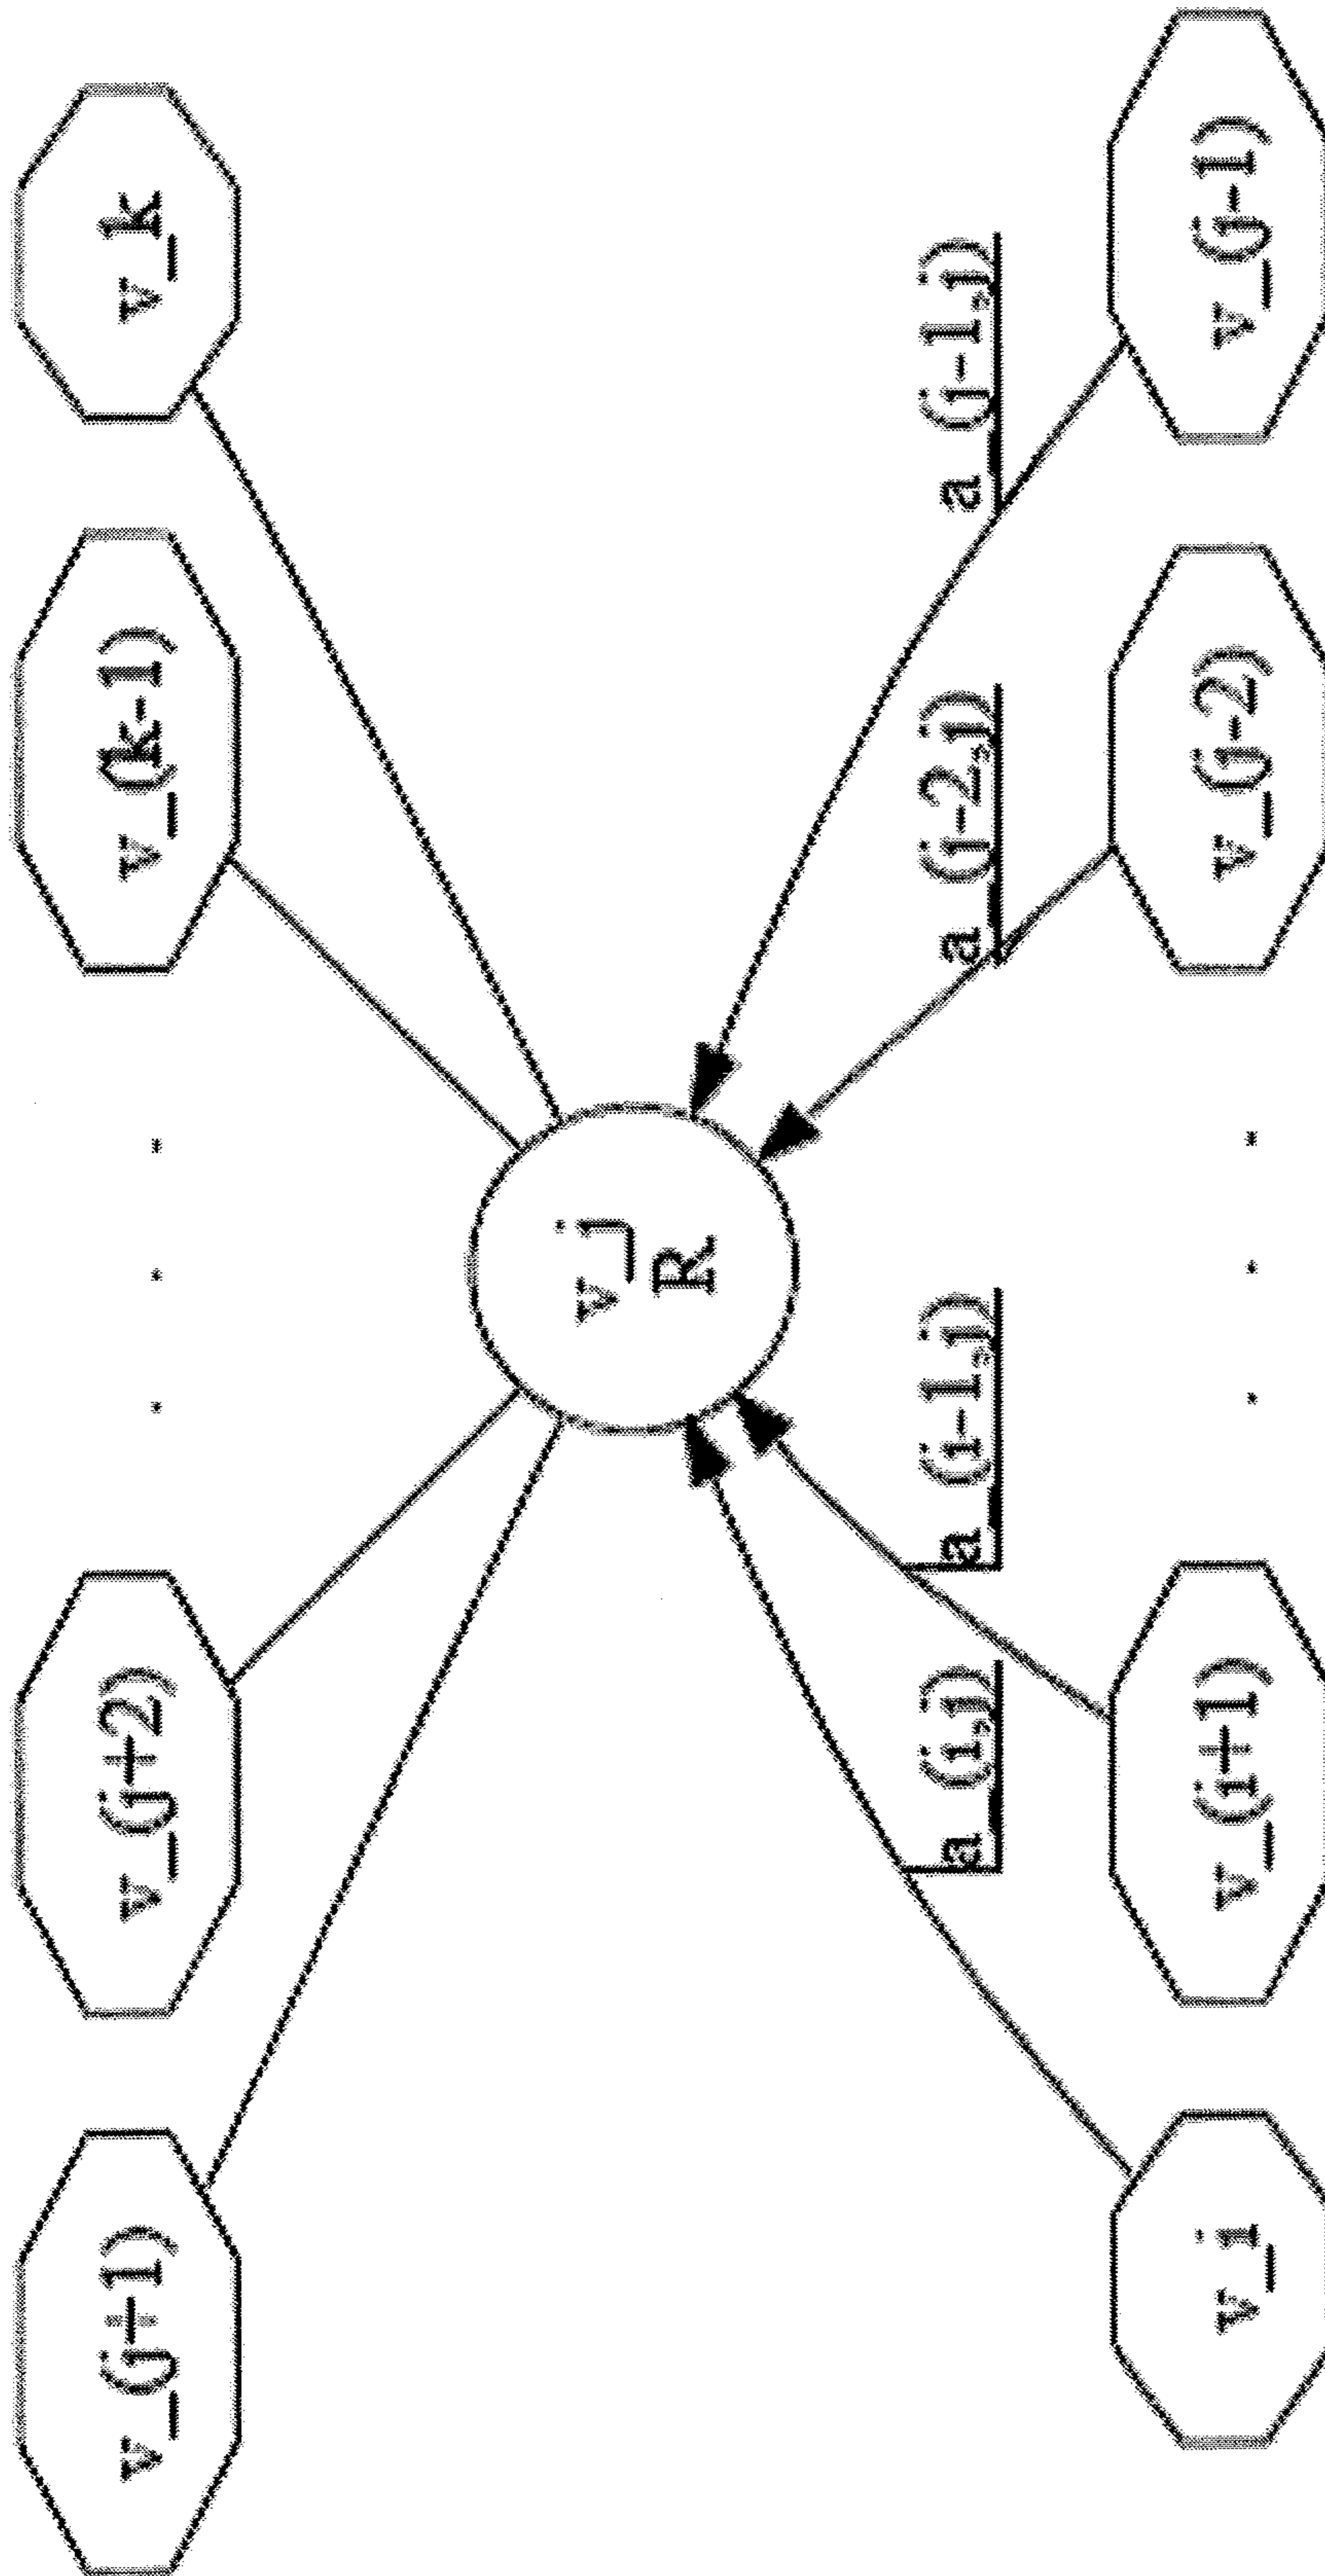 v_(j+1)
v_(j+2)
. . .
v_(k-1)
v_k
v_j
R
a_(i,j)
a_(i-1,j)
a_(j-2,j)
a_(j-1,j)
v_i
v_(i+1)
. . .
v_(j-2)
v_(j-1)